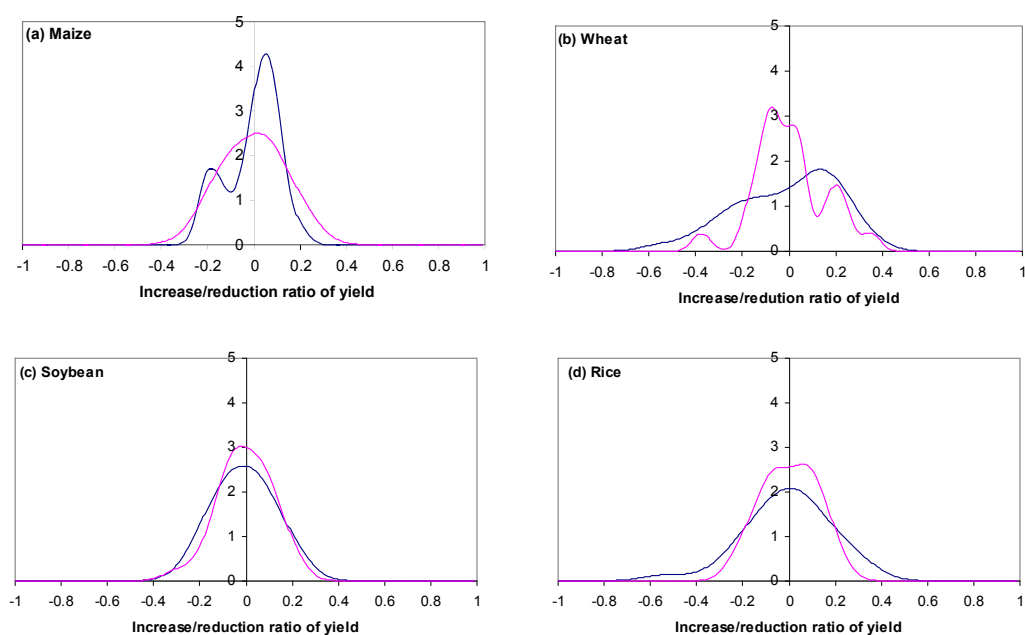 (a) Maize
5
4
3
2
1
0
-1 -0.8 -0.6 -0.4 -0.2 0 0.2 0.4 0.6 0.8 1
Increase/reduction ratio of yield
(b) Wheat
5
4
3
2
1
0
-1 -0.8 -0.6 -0.4 -0.2 0 0.2 0.4 0.6 0.8 1
Increase/redution ratio of yield
(c) Soybean
5
4
3
2
1
0
-1 -0.8 -0.6 -0.4 -0.2 0 0.2 0.4 0.6 0.8 1
Increase/reduction ratio of yield
(d) Rice
5
4
3
2
1
0
-1 -0.8 -0.6 -0.4 -0.2 0 0.2 0.4 0.6 0.8 1
Increase/reduction ratio of yield